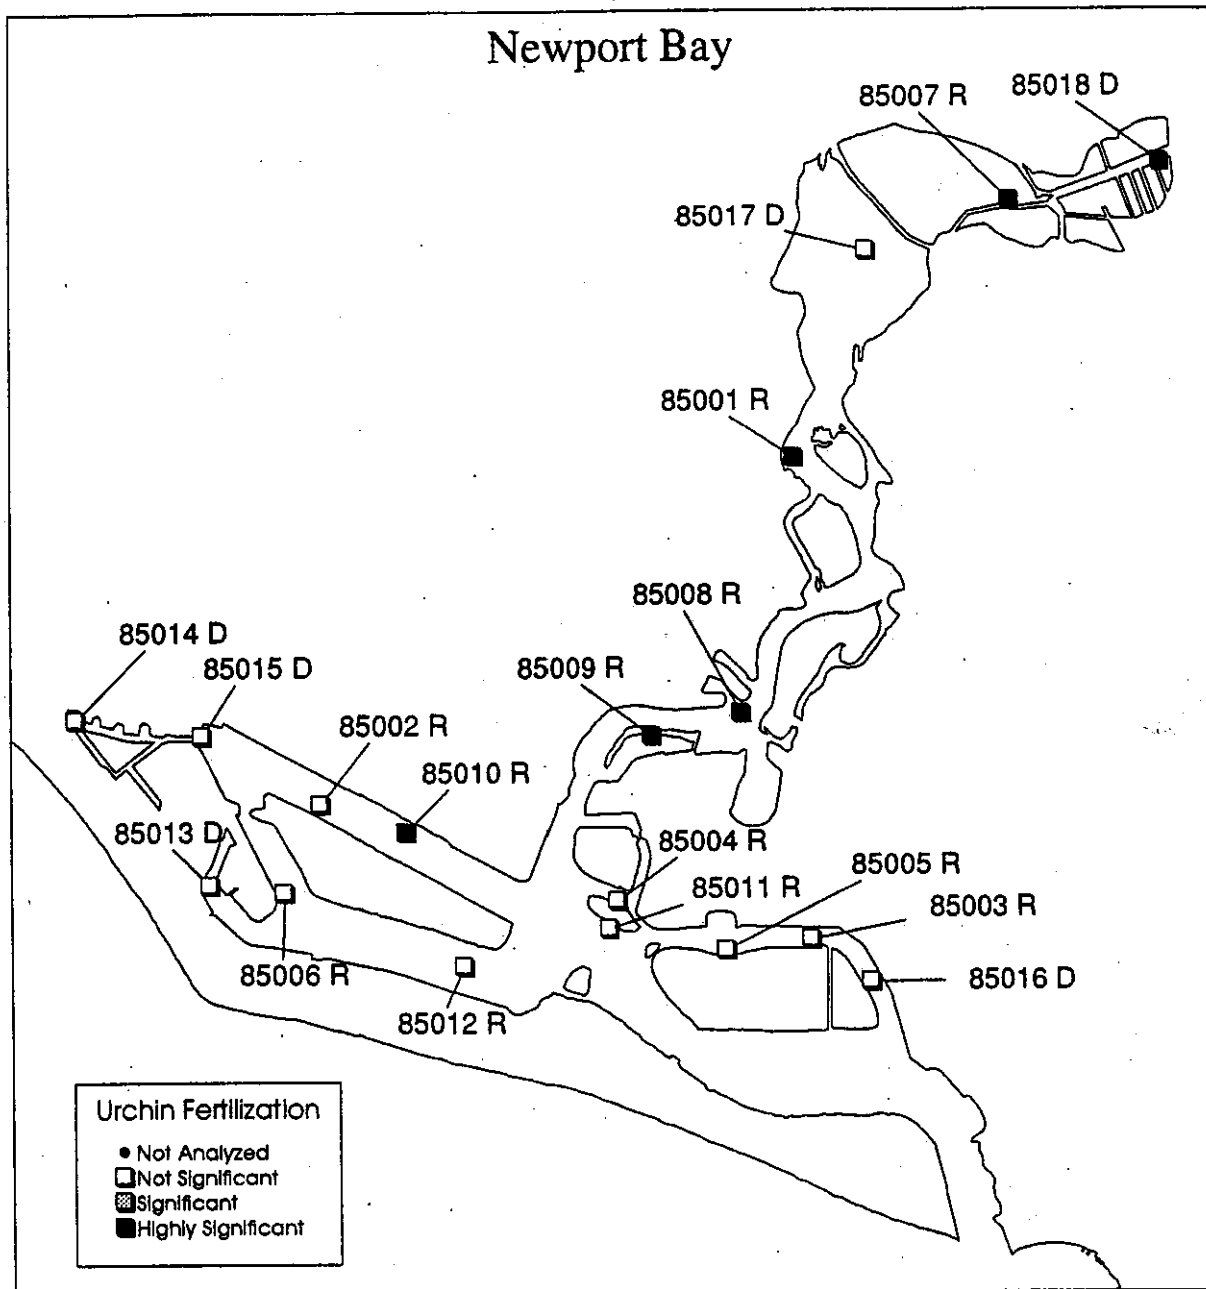 Newport Bay
85018 D
85007 R
85017 D
85001 R
85008 R
85014 D
85015 D
85009 R
85002 R
85010 R
85013 D
85004 R
85005 R
85011 R
85003 R
85006 R
85016 D
85012 R
Urchin Fertilization
Not Analyzed
Not Significant
Significant
Highly Significant